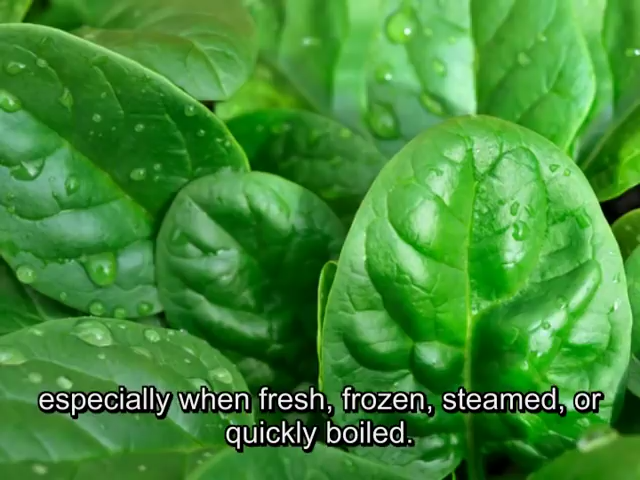 especially when fresh, frozen, steamed, or
quickly boiled.